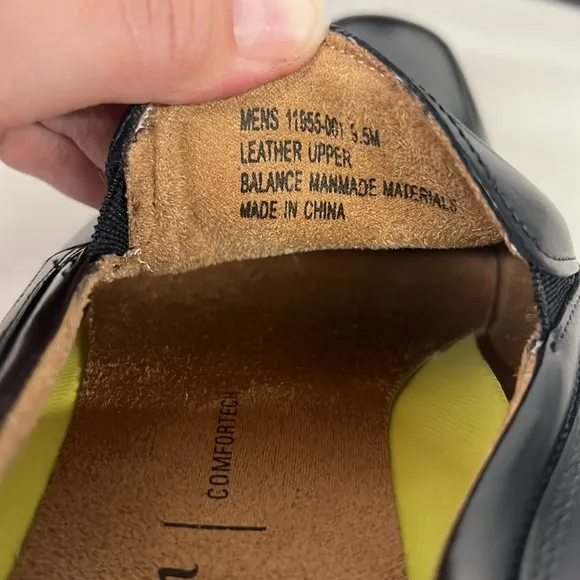 MENS 11955-001 9.5M
LEATHER UPPER
BALANCE MANMADE MATERIALS
MADE IN CHINA
COMFORTECH